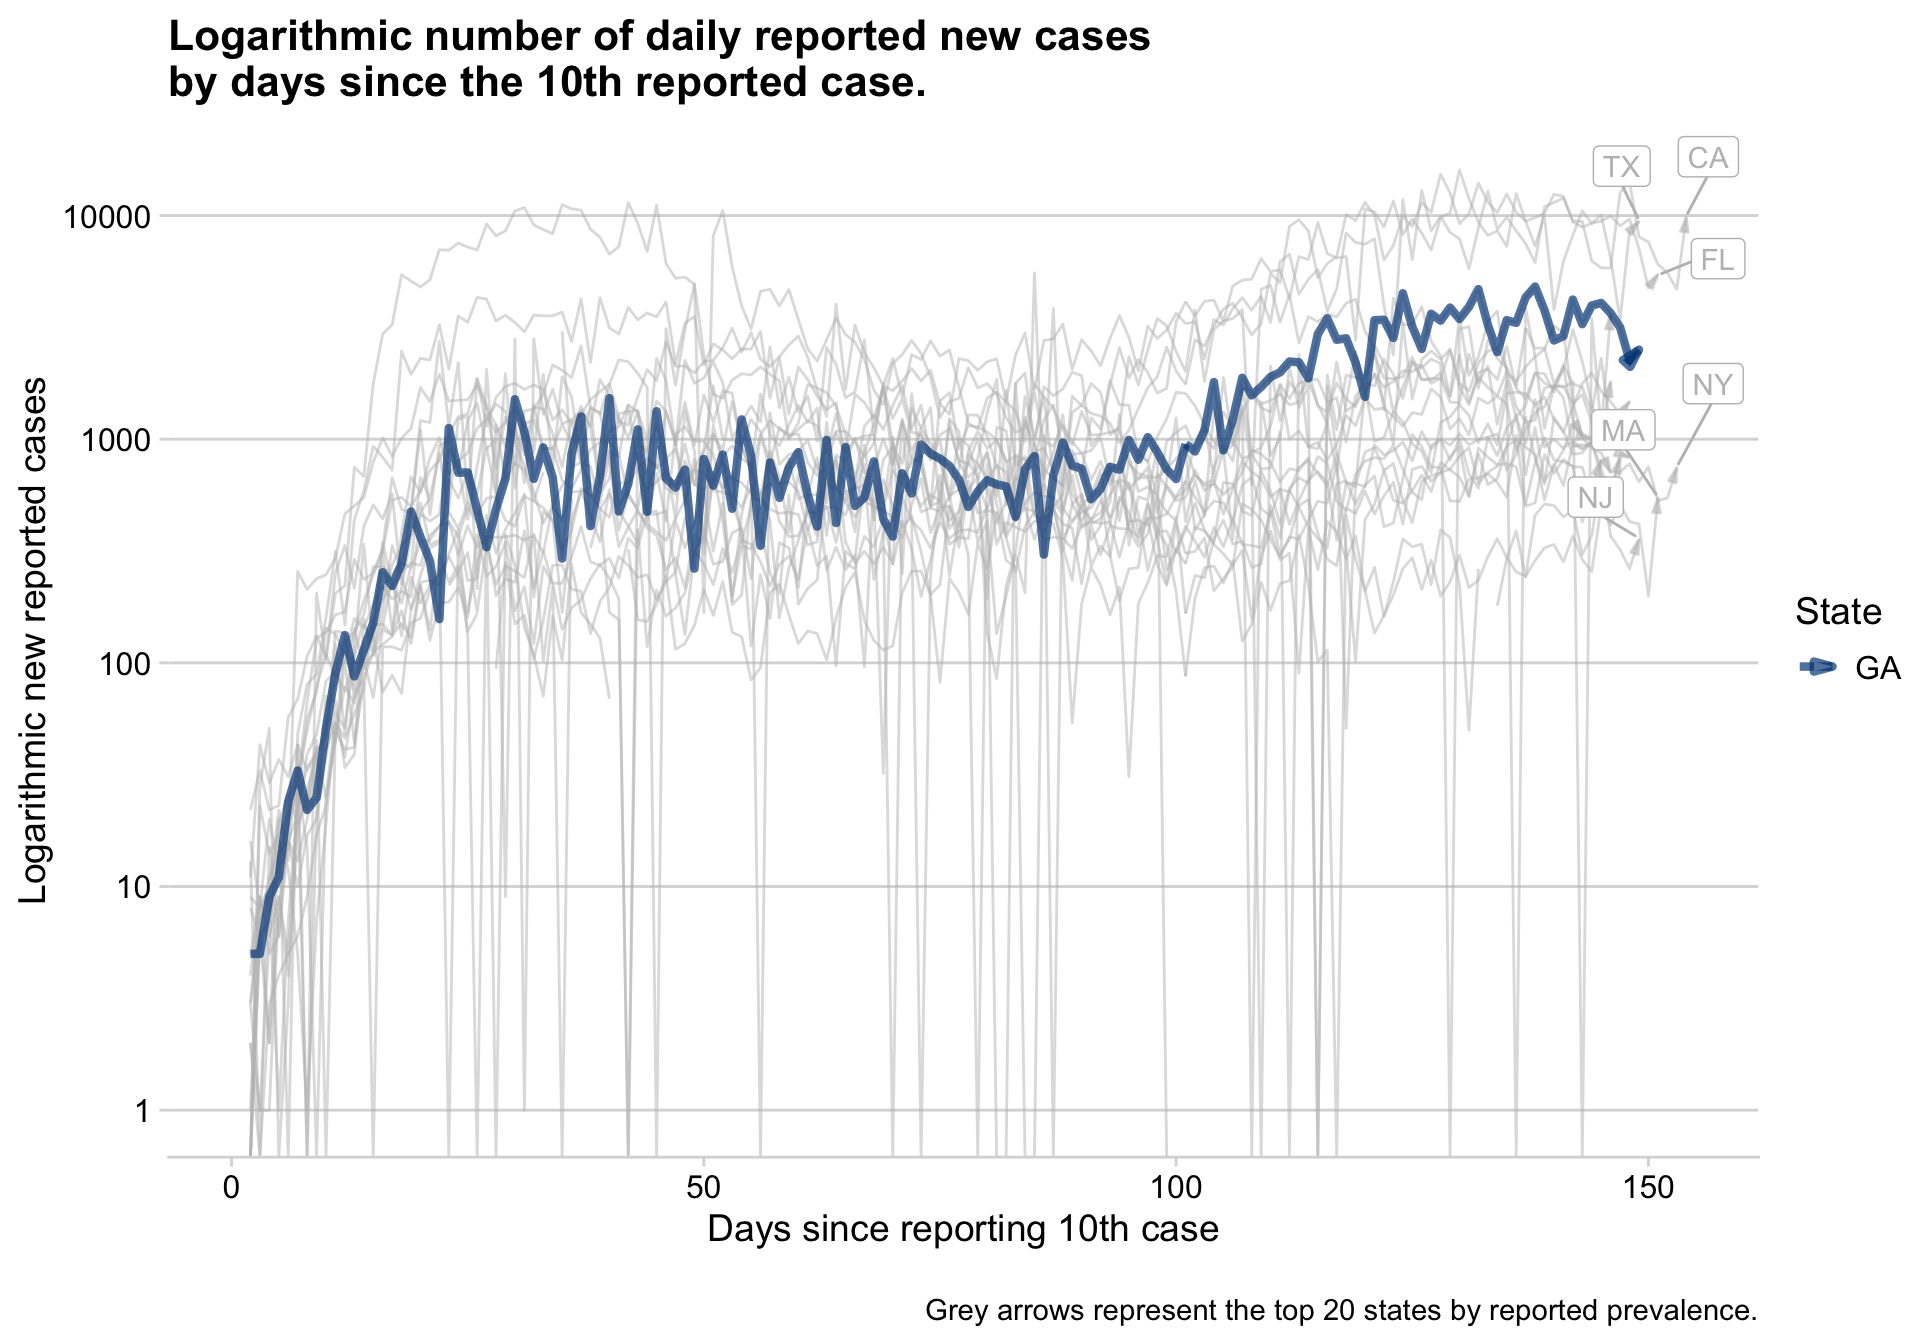 Logarithmic number of daily reported new cases
by days since the 10th reported case.
Logarithmic new reported cases
10000
1000
100
10
1
TX
CA
FL
NY
MA
NJ
State
GA
0
50
100
150
Days since reporting 10th case
Grey arrows represent the top 20 states by reported prevalence.